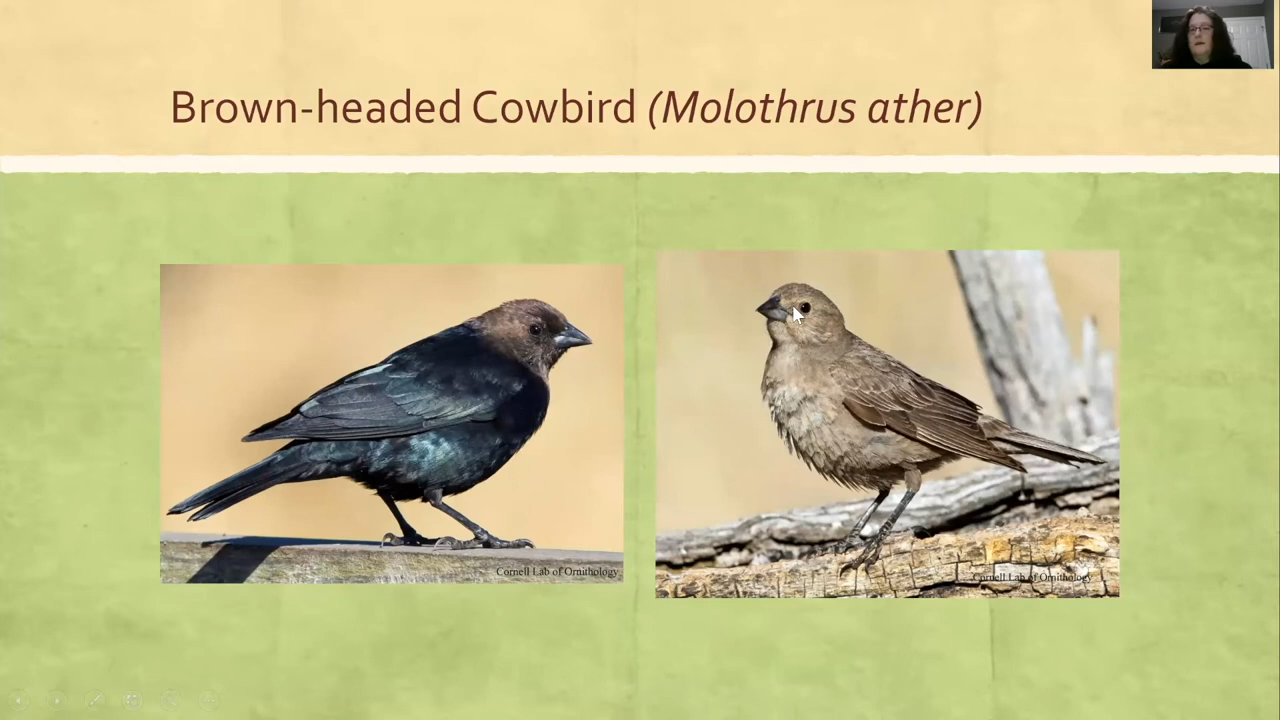 Brown-headed Cowbird (Molothrus ather)
Cornell Lab of Ornithology
Cornell Lab of Ornithology